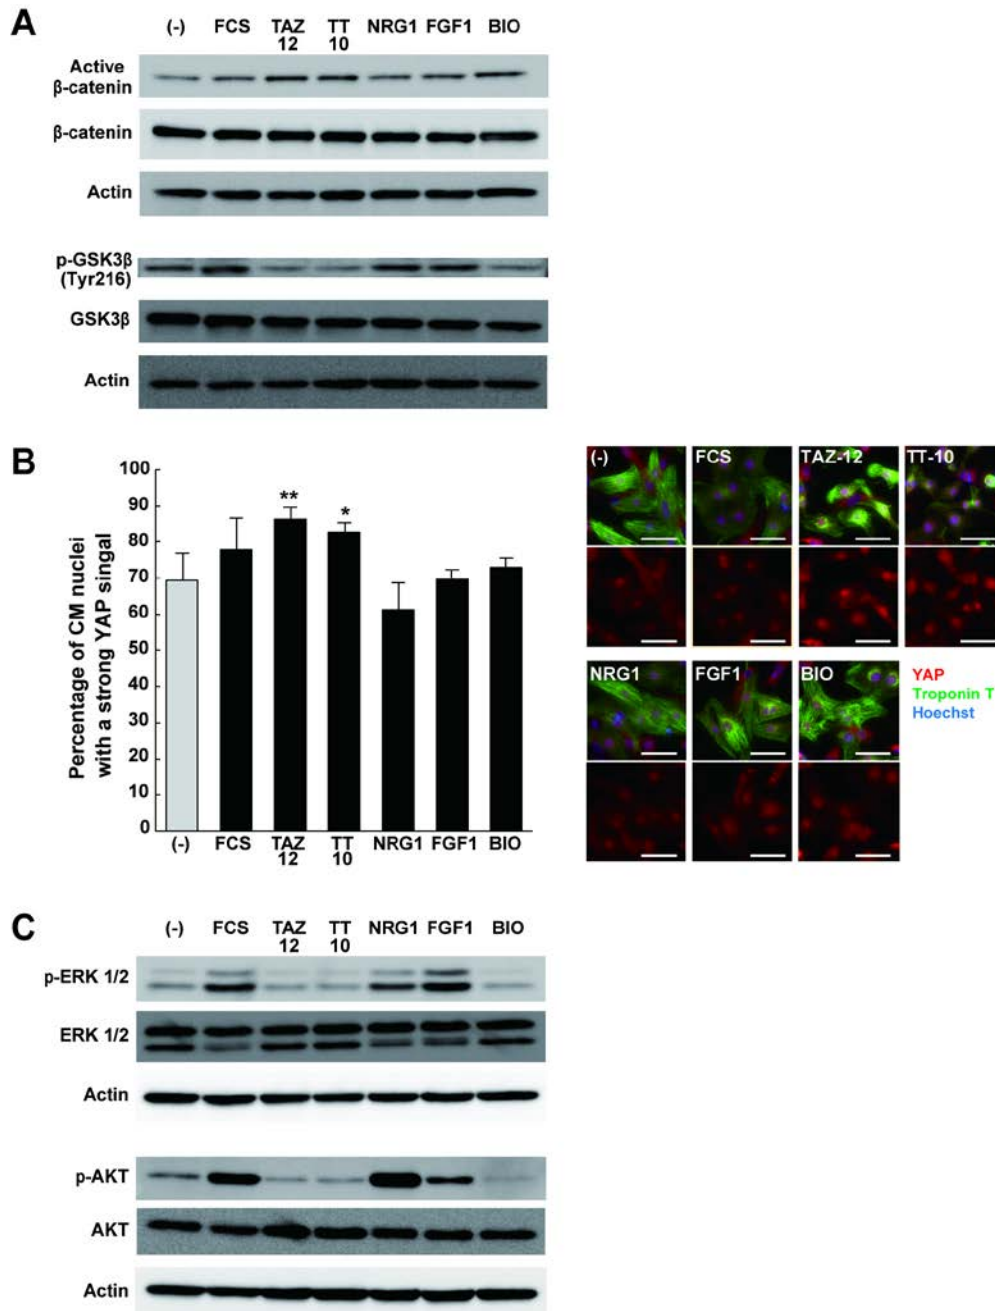 A
(-) FCS TAZ TT NRG1 FGF1 BIO
12 10
Active
β-catenin
β-catenin
Actin
p-GSK3β
(Tyr216)
GSK3β
Actin
B
Percentage of CM nuclei
with a strong YAP singal
100
90
80
70
60
50
40
30
20
10
0
**
*
(-) FCS TAZ TT NRG1 FGF1 BIO
12 10
(-) FCS TAZ-12 TT-10
NRG1 FGF1 BIO
YAP
Troponin T
Hoechst
C
(-) FCS TAZ TT NRG1 FGF1 BIO
12 10
p-ERK 1/2
ERK 1/2
Actin
p-AKT
AKT
Actin